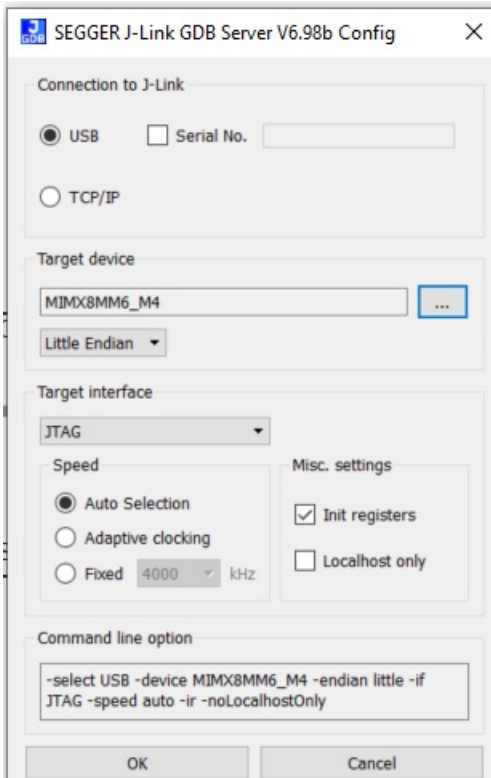 J GDB SEGGER J-Link GDB Server V6.98b Config
Connection to J-Link
USB Serial No.
TCP/IP
Target device
MIMX8MM6_M4 ...
Little Endian
Target interface
JTAG
Speed
Auto Selection
Adaptive clocking
Fixed 4000 kHz
Misc. settings
Init registers
Localhost only
Command line option
-select USB -device MIMX8MM6_M4 -endian little -if
JTAG -speed auto -ir -noLocalhostOnly
OK Cancel